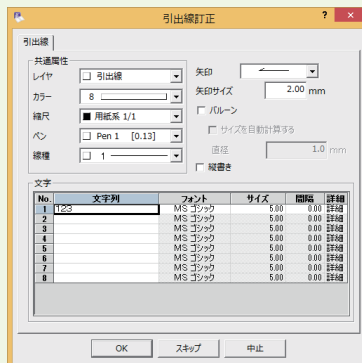 引出線訂正
?
×
引出線
共通属性
レイヤ 引出線
カラー 8
縮尺 用紙系 1/1
ペン Pen 1 [0.13]
線種 1
矢印
矢印サイズ 2.00 mm
バルーン
サイズを自動計算する
直径 1.0 mm
縦書き
文字
No. 文字列 フォント サイズ 間隔 詳細
1 123 MS ゴシック 5.00 0.00 詳細
2 MS ゴシック 5.00 0.00 詳細
3 MS ゴシック 5.00 0.00 詳細
4 MS ゴシック 5.00 0.00 詳細
5 MS ゴシック 5.00 0.00 詳細
6 MS ゴシック 5.00 0.00 詳細
7 MS ゴシック 5.00 0.00 詳細
8 MS ゴシック 5.00 0.00 詳細
OK スキップ 中止